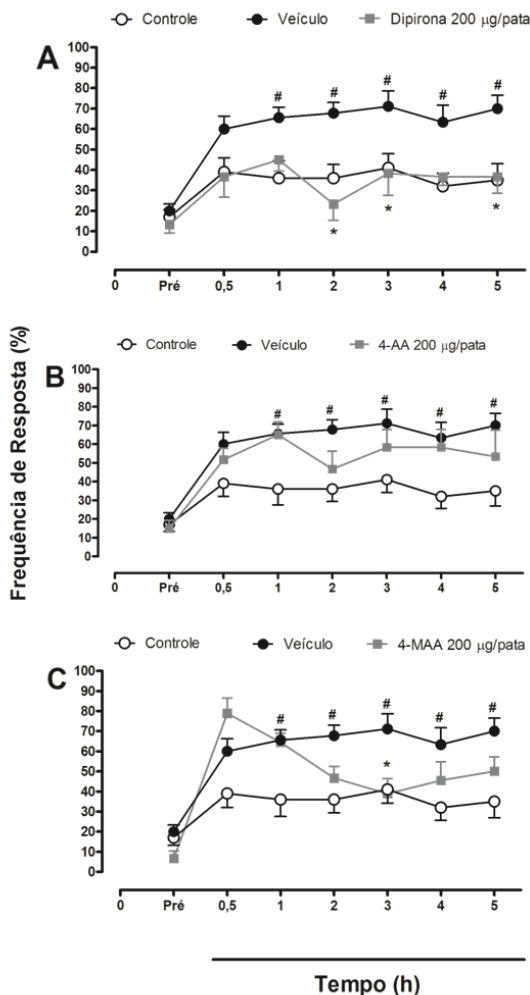 Controle Veículo Dipirona 200 µg/pata
A
100
90
80
70
60
50
40
30
20
10
0
# # # # #
* * *
0 Pré 0,5 1 2 3 4 5
Controle Veículo 4-AA 200 µg/pata
B
100
90
80
70
60
50
40
30
20
10
0
# # # # #
0 Pré 0,5 1 2 3 4 5
Frequência de Resposta (%)
Controle Veículo 4-MAA 200 µg/pata
C
100
90
80
70
60
50
40
30
20
10
0
# # # # #
*
0 Pré 0,5 1 2 3 4 5
Tempo (h)